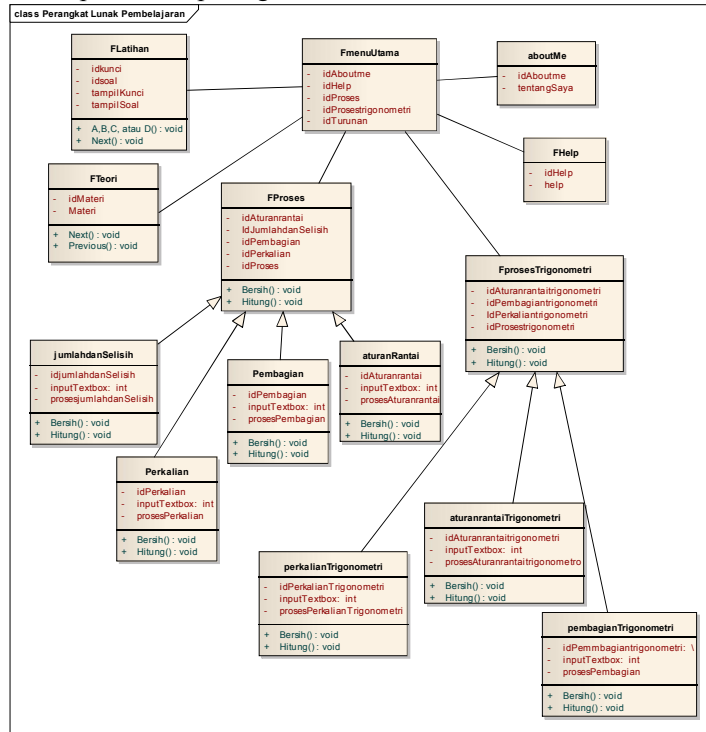 class Perangkat Lunak Pembelajaran
FLatihan
- idkunci
- idsoal
- tampilKunci
- tampilSoal
+ A,B,C, atau D() : void
+ Next() : void
FmenuUtama
- idAboutme
- idHelp
- idProses
- idProsestrigonometri
- idTurunan
aboutMe
- idAboutme
- tentangSaya
FHelp
- idHelp
- help
FTeori
- idMateri
- Materi
+ Next() : void
+ Previous() : void
FProses
- idAturanrantai
- IdJumlahdanSelisih
- idPembagian
- idPerkalian
- idProses
+ Bersih() : void
+ Hitung() : void
FprosesTrigonometri
- idAturanrantaitrigonometri
- idPembagiantrigonometri
- IdPerkaliantrigonometri
- idProsestrigonometri
+ Bersih() : void
+ Hitung() : void
jumlahdanSelisih
- idjumlahdanSelisih
- inputTextbox: int
- prosesjumlahdanSelisih
+ Bersih() : void
+ Hitung() : void
Pembagian
- idPembagian
- inputTextbox: int
- prosesPembagian
+ Bersih() : void
+ Hitung() : void
aturanRantai
- idAturanrantai
- inputTextbox: int
- prosesAturanrantai
+ Bersih() : void
+ Hitung() : void
Perkalian
- idPerkalian
- inputTextbox: int
- prosesPerkalian
+ Bersih() : void
+ Hitung() : void
perkalianTrigonometri
- idPerkalianTrigonometri
- inputTextbox: int
- prosesPerkalianTrigonometri
+ Bersih() : void
+ Hitung() : void
aturanrantaiTrigonometri
- idAturanrantaitrigonometri
- inputTextbox: int
- prosesAturanrantaitrigonometro
+ Bersih() : void
+ Hitung() : void
pembagianTrigonometri
- idPemmbagiantrigonometri: \
- inputTextbox: int
- prosesPembagian
+ Bersih() : void
+ Hitung() : void